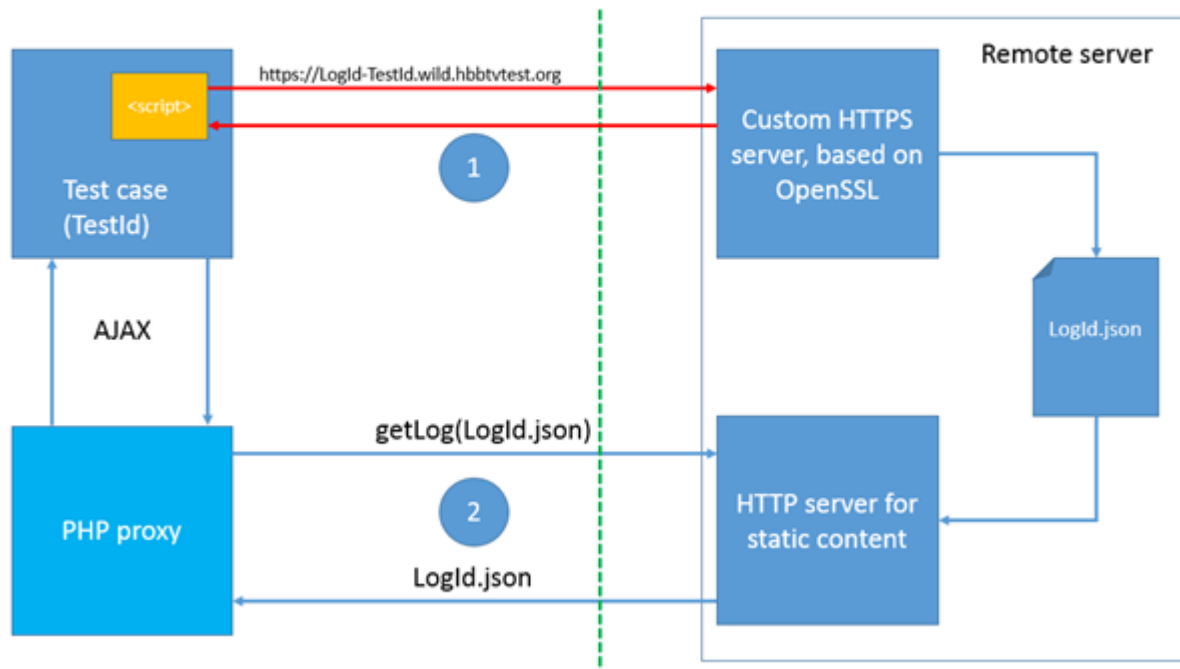 Remote server
https://LogId-TestId.wild.hbbtvtest.org
<script>
Custom HTTPS
server, based on
OpenSSL
1
Test case
(TestId)
LogId.json
AJAX
getLog(LogId.json)
HTTP server for
static content
2
PHP proxy
LogId.json